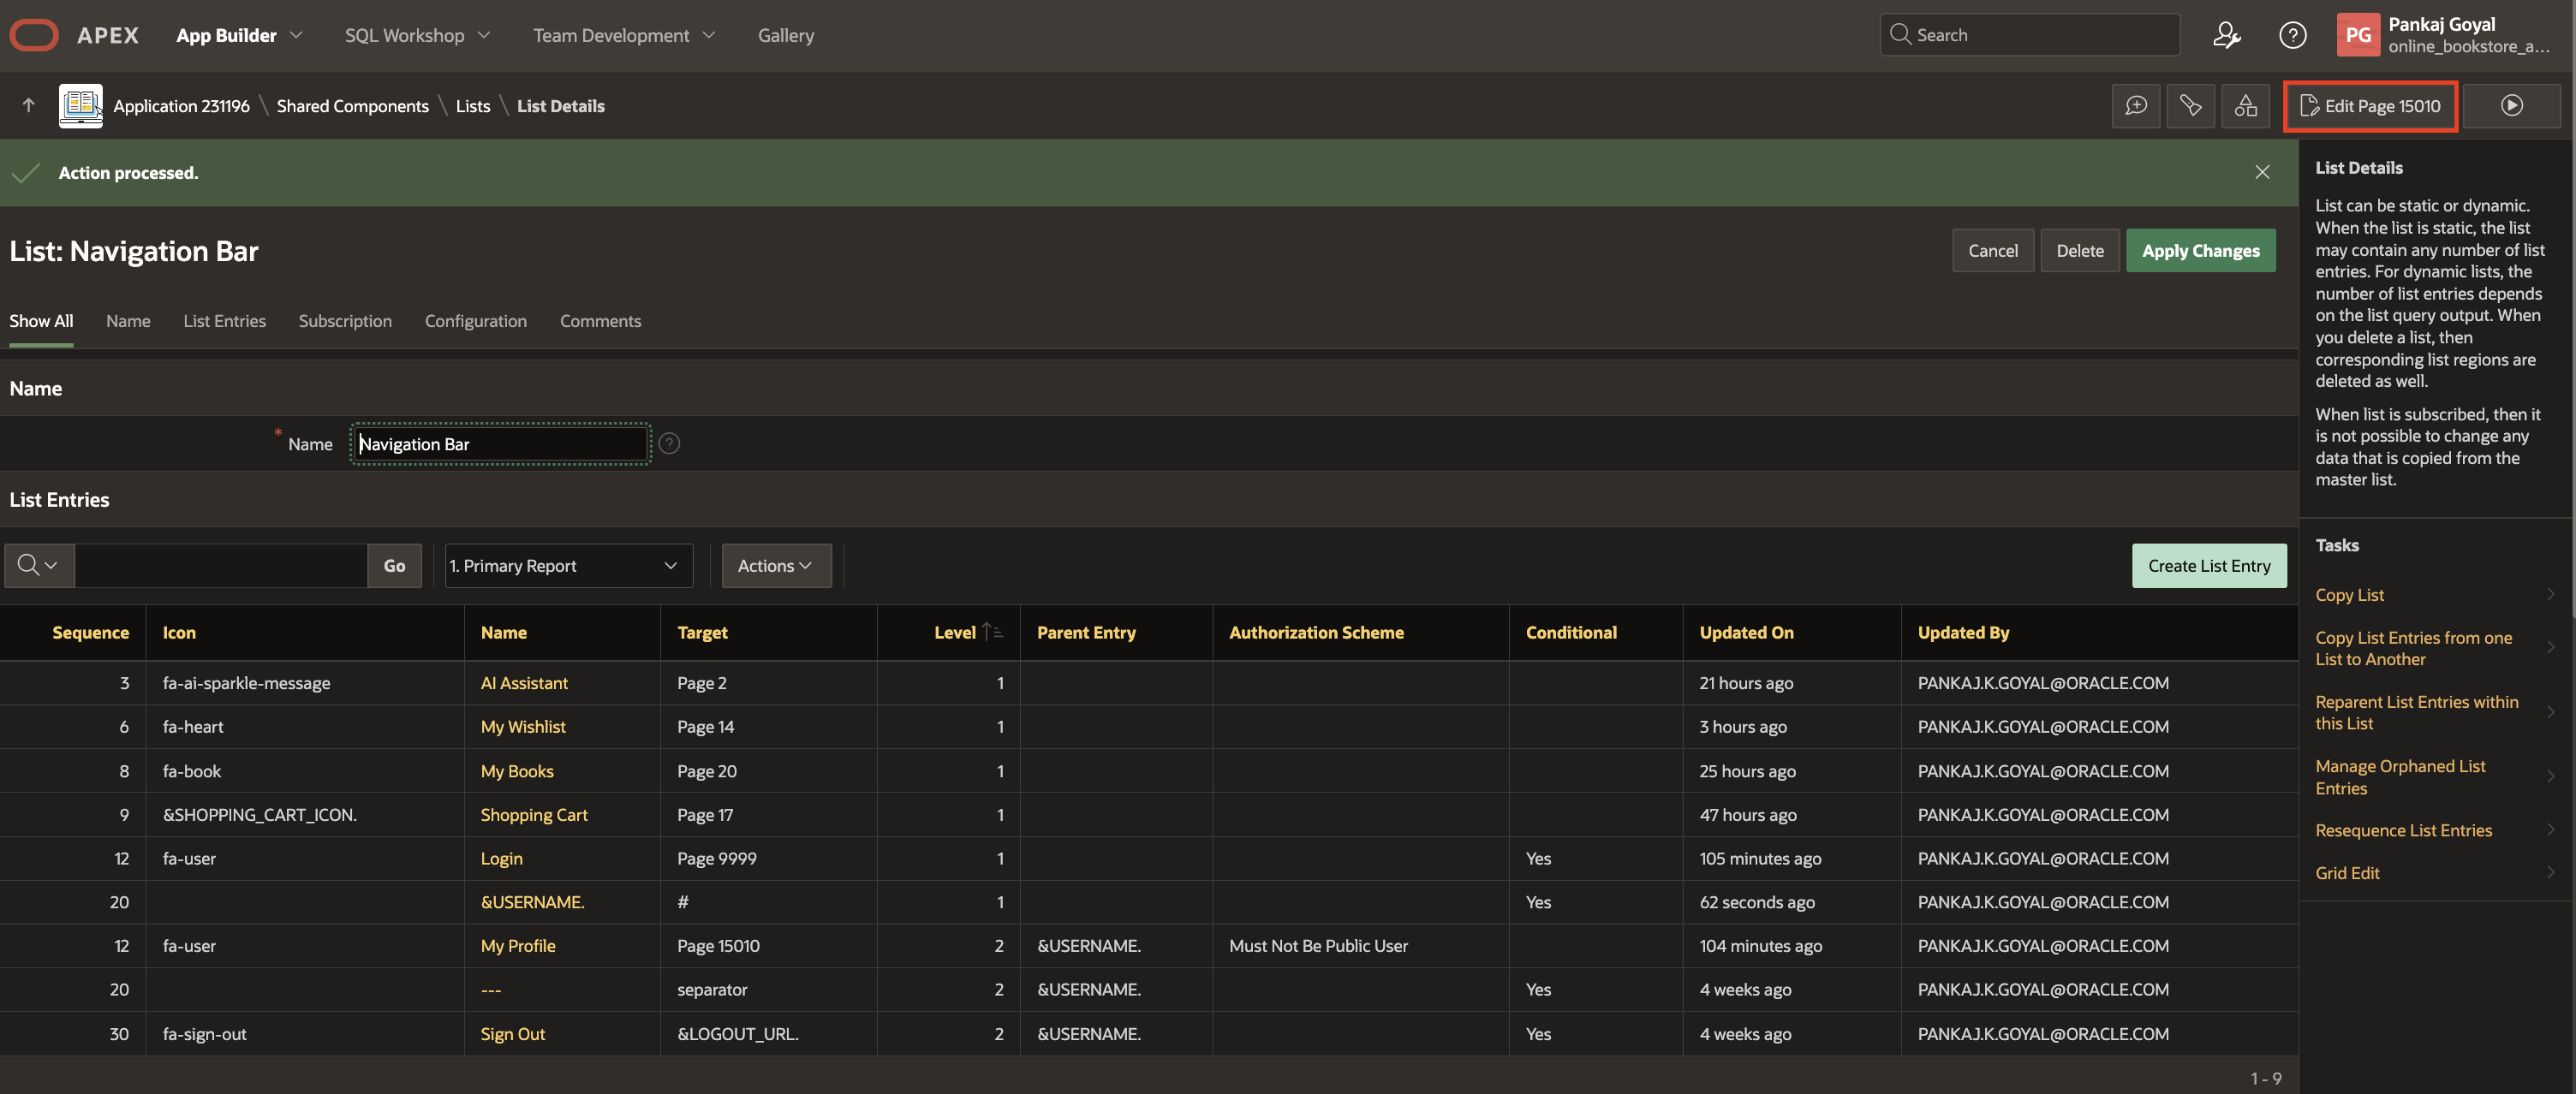 APEX App Builder SQL Workshop Team Development Gallery Search PG Pankaj Goyal
online_bookstore_a...
Application 231196 \ Shared Components \ Lists \ List Details Edit Page 15010
Action processed.
List: Navigation Bar Cancel Delete Apply Changes
Show All Name List Entries Subscription Configuration Comments
Name
* Name Navigation Bar ?
List Entries
Go 1. Primary Report Actions Create List Entry
Sequence Icon Name Target Level Parent Entry Authorization Scheme Conditional Updated On Updated By
3 fa-ai-sparkle-message AI Assistant Page 2 1 21 hours ago PANKAJ.K.GOYAL@ORACLE.COM
6 fa-heart My Wishlist Page 14 1 3 hours ago PANKAJ.K.GOYAL@ORACLE.COM
8 fa-book My Books Page 20 1 25 hours ago PANKAJ.K.GOYAL@ORACLE.COM
9 &SHOPPING_CART_ICON. Shopping Cart Page 17 1 47 hours ago PANKAJ.K.GOYAL@ORACLE.COM
12 fa-user Login Page 9999 1 Yes 105 minutes ago PANKAJ.K.GOYAL@ORACLE.COM
20 &USERNAME. # 1 Yes 62 seconds ago PANKAJ.K.GOYAL@ORACLE.COM
12 fa-user My Profile Page 15010 2 &USERNAME. Must Not Be Public User 104 minutes ago PANKAJ.K.GOYAL@ORACLE.COM
20 --- separator 2 &USERNAME. Yes 4 weeks ago PANKAJ.K.GOYAL@ORACLE.COM
30 fa-sign-out Sign Out &LOGOUT_URL. 2 &USERNAME. Yes 4 weeks ago PANKAJ.K.GOYAL@ORACLE.COM
1 - 9
List Details
List can be static or dynamic.
When the list is static, the list
may contain any number of list
entries. For dynamic lists, the
number of list entries depends
on the list query output. When
you delete a list, then
corresponding list regions are
deleted as well.
When list is subscribed, then it
is not possible to change any
data that is copied from the
master list.
Tasks
Copy List
Copy List Entries from one
List to Another
Reparent List Entries within
this List
Manage Orphaned List
Entries
Resequence List Entries
Grid Edit